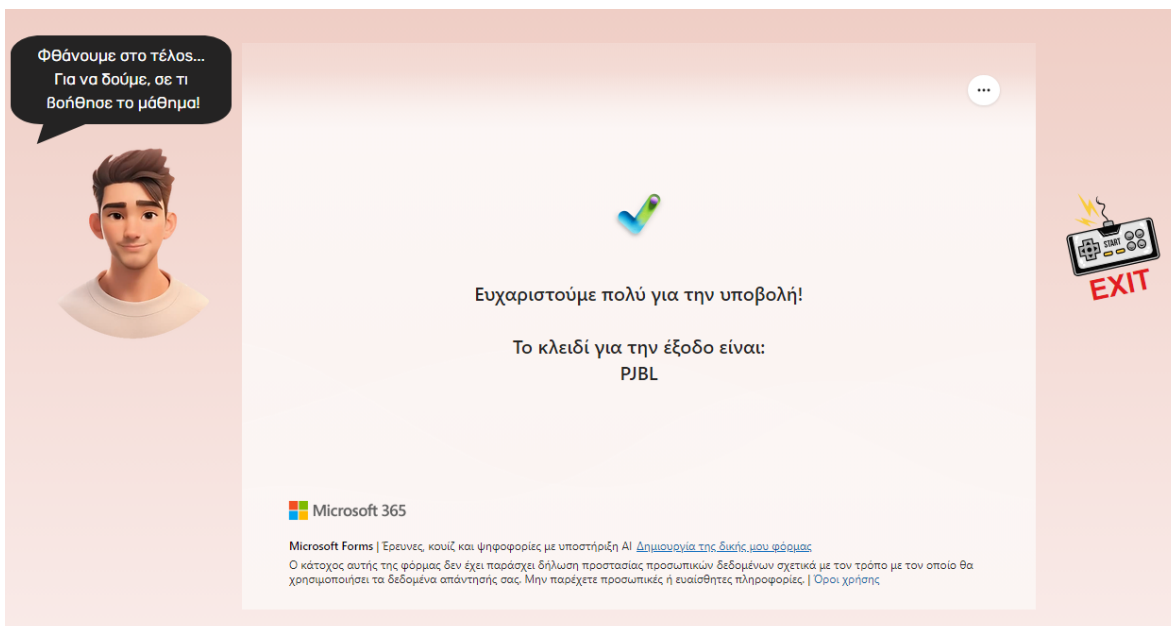 Φθάνουμε στο τέλος...
Για να δούμε, σε τι
βοήθησε το μάθημα!
...
Ευχαριστούμε πολύ για την υποβολή!
Το κλειδί για την έξοδο είναι:
PJBL
START
EXIT
Microsoft 365
Microsoft Forms | Έρευνες, κουίζ και ψηφοφορίες με υποστήριξη AI Δημιουργία της δικής μου φόρμας
Ο κάτοχος αυτής της φόρμας δεν έχει παράσχει δήλωση προστασίας προσωπικών δεδομένων σχετικά με τον τρόπο με τον οποίο θα
χρησιμοποιήσει τα δεδομένα απάντησής σας. Μην παρέχετε προσωπικές ή ευαίσθητες πληροφορίες. | Όροι χρήσης